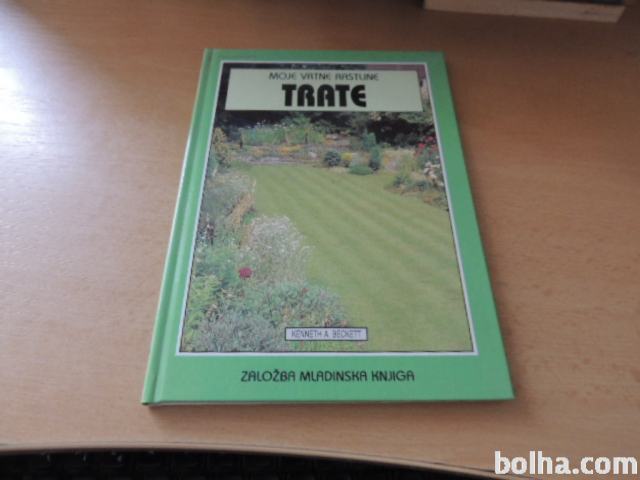 MOJE VRTNE RASTLINE
TRATE
KENNETH A. BECKETT
ZALOŽBA MLADINSKA KNJIGA
bolha.com®